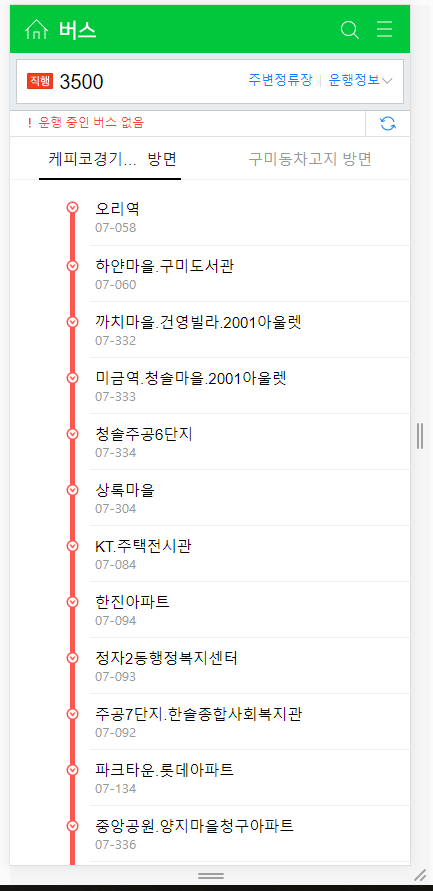 버스
직행 3500 주변정류장 운행정보
! 운행 중인 버스 없음
케피코경기... 방면 구미동차고지 방면
오리역
07-058
하얀마을.구미도서관
07-060
까치마을.건영빌라.2001아울렛
07-332
미금역.청솔마을.2001아울렛
07-333
청솔주공6단지
07-334
상록마을
07-304
KT.주택전시관
07-084
한진아파트
07-094
정자2동행정복지센터
07-093
주공7단지.한솔종합사회복지관
07-092
파크타운.롯데아파트
07-134
중앙공원.양지마을청구아파트
07-336